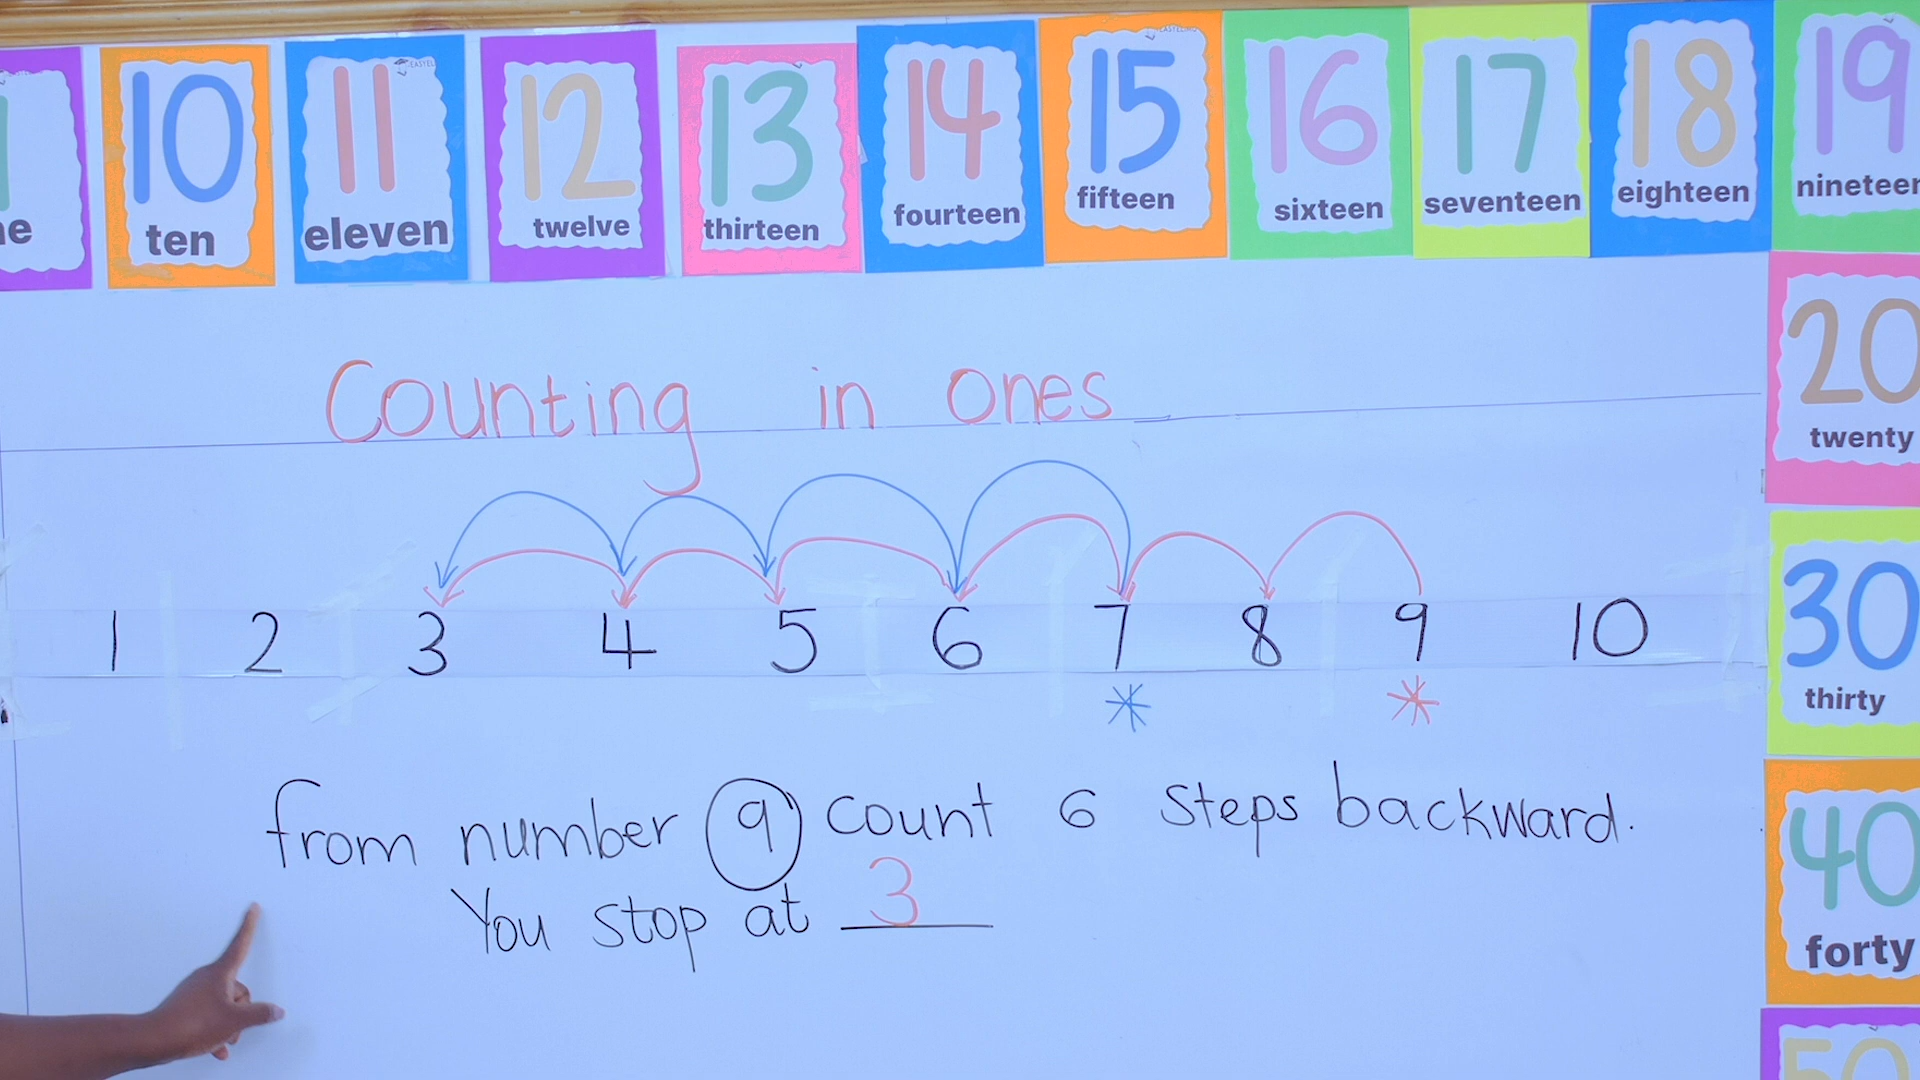 10 11 12 13 14 15 16 17 18 19
ten eleven twelve thirteen fourteen fifteen sixteen seventeen eighteen nineteen
20
twenty
Counting in ones
30
thirty
1 2 3 4 5 6 7 8 9 10
* *
from number 9 count 6 steps backward.
You stop at 3
40
forty
50